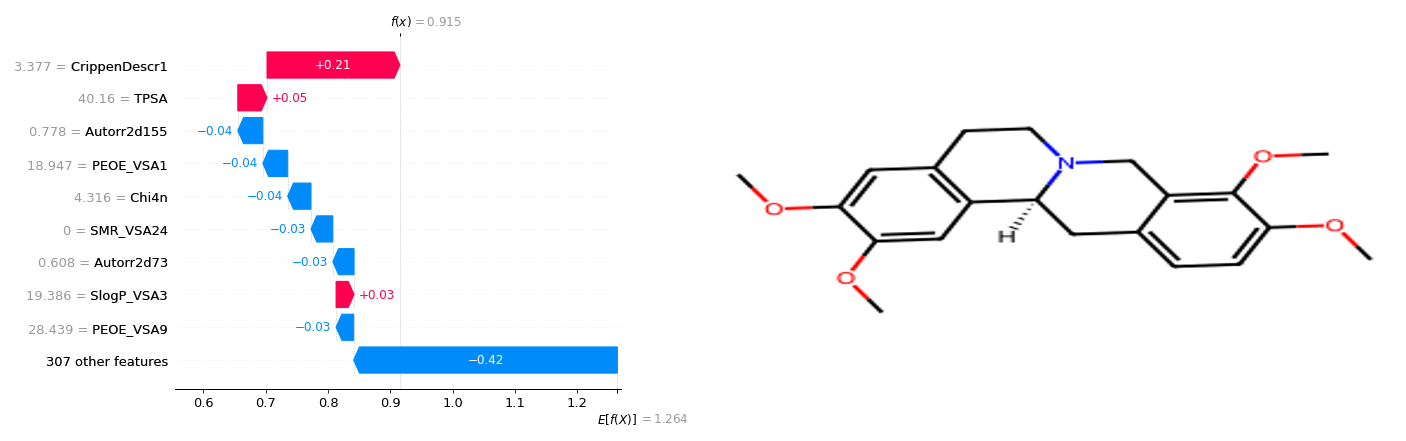 f(x) = 0.915
3.377 = CrippenDescr1 +0.21
40.16 = TPSA +0.05
0.778 = Autorr2d155 −0.04
18.947 = PEOE_VSA1 −0.04
4.316 = Chi4n −0.04
0 = SMR_VSA24 −0.03
0.608 = Autorr2d73 −0.03
19.386 = SlogP_VSA3 +0.03
28.439 = PEOE_VSA9 −0.03
307 other features −0.42
0.6 0.7 0.8 0.9 1.0 1.1 1.2
E[f(X)] = 1.264
O
N
O
O
H
O